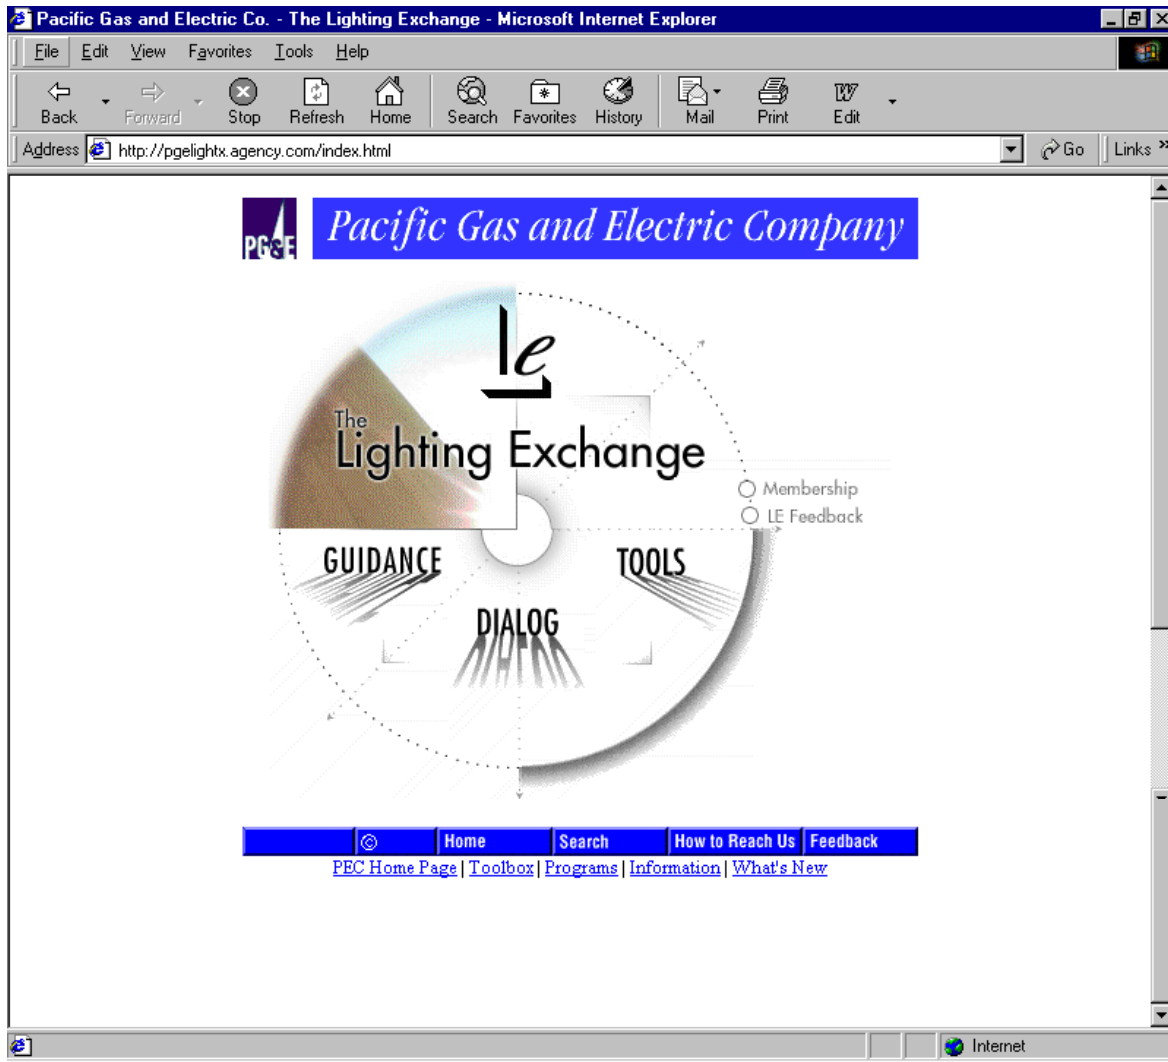 Pacific Gas and Electric Co. - The Lighting Exchange - Microsoft Internet Explorer
File Edit View Favorites Tools Help
Back Forward Stop Refresh Home Search Favorites History Mail Print Edit
Address http://pgelightx.agency.com/index.html Go Links »
PG&E Pacific Gas and Electric Company
le
The
Lighting Exchange
Membership
LE Feedback
GUIDANCE TOOLS
DIALOG
© Home Search How to Reach Us Feedback
PEC Home Page | Toolbox | Programs | Information | What's New
Internet